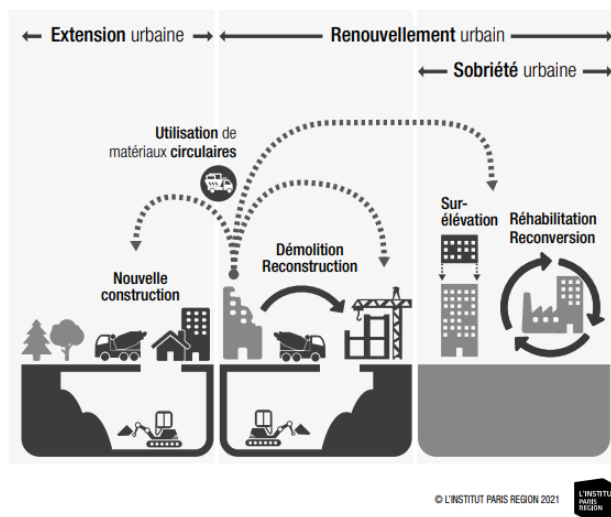 Extension urbaine
Renouvellement urbain
Sobriété urbaine
Utilisation de
matériaux circulaires
Nouvelle
construction
Démolition
Reconstruction
Sur-
élévation
Réhabilitation
Reconversion
© L'INSTITUT PARIS REGION 2021
L'INSTITUT
PARIS
REGION